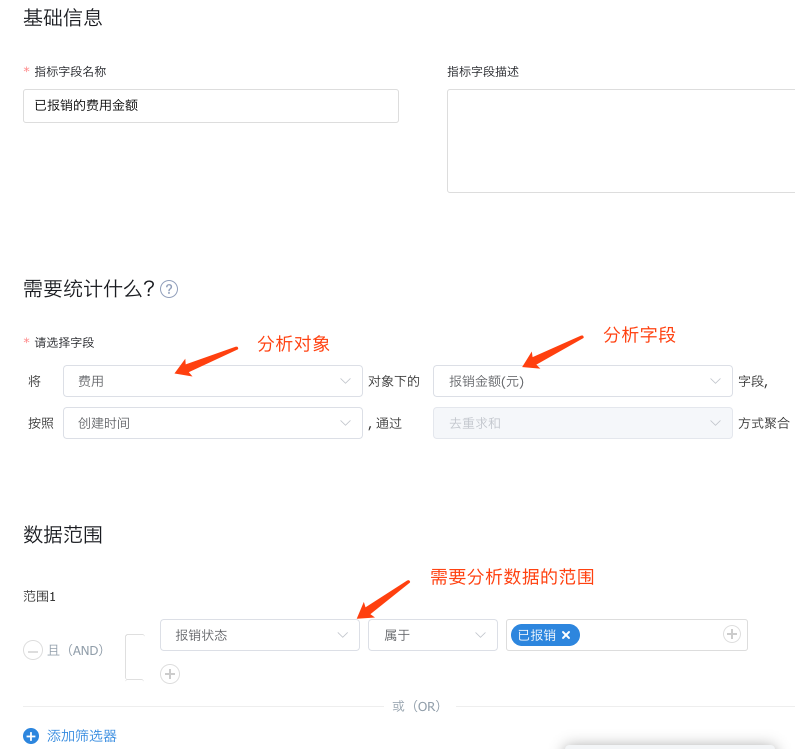 基础信息
* 指标字段名称
指标字段描述
已报销的费用金额
需要统计什么? ?
* 请选择字段
分析对象
分析字段
将 费用 对象下的 报销金额(元) 字段,
按照 创建时间 , 通过 去重求和 方式聚合
数据范围
需要分析数据的范围
范围1
报销状态 属于 已报销
且（AND）
或（OR）
添加筛选器